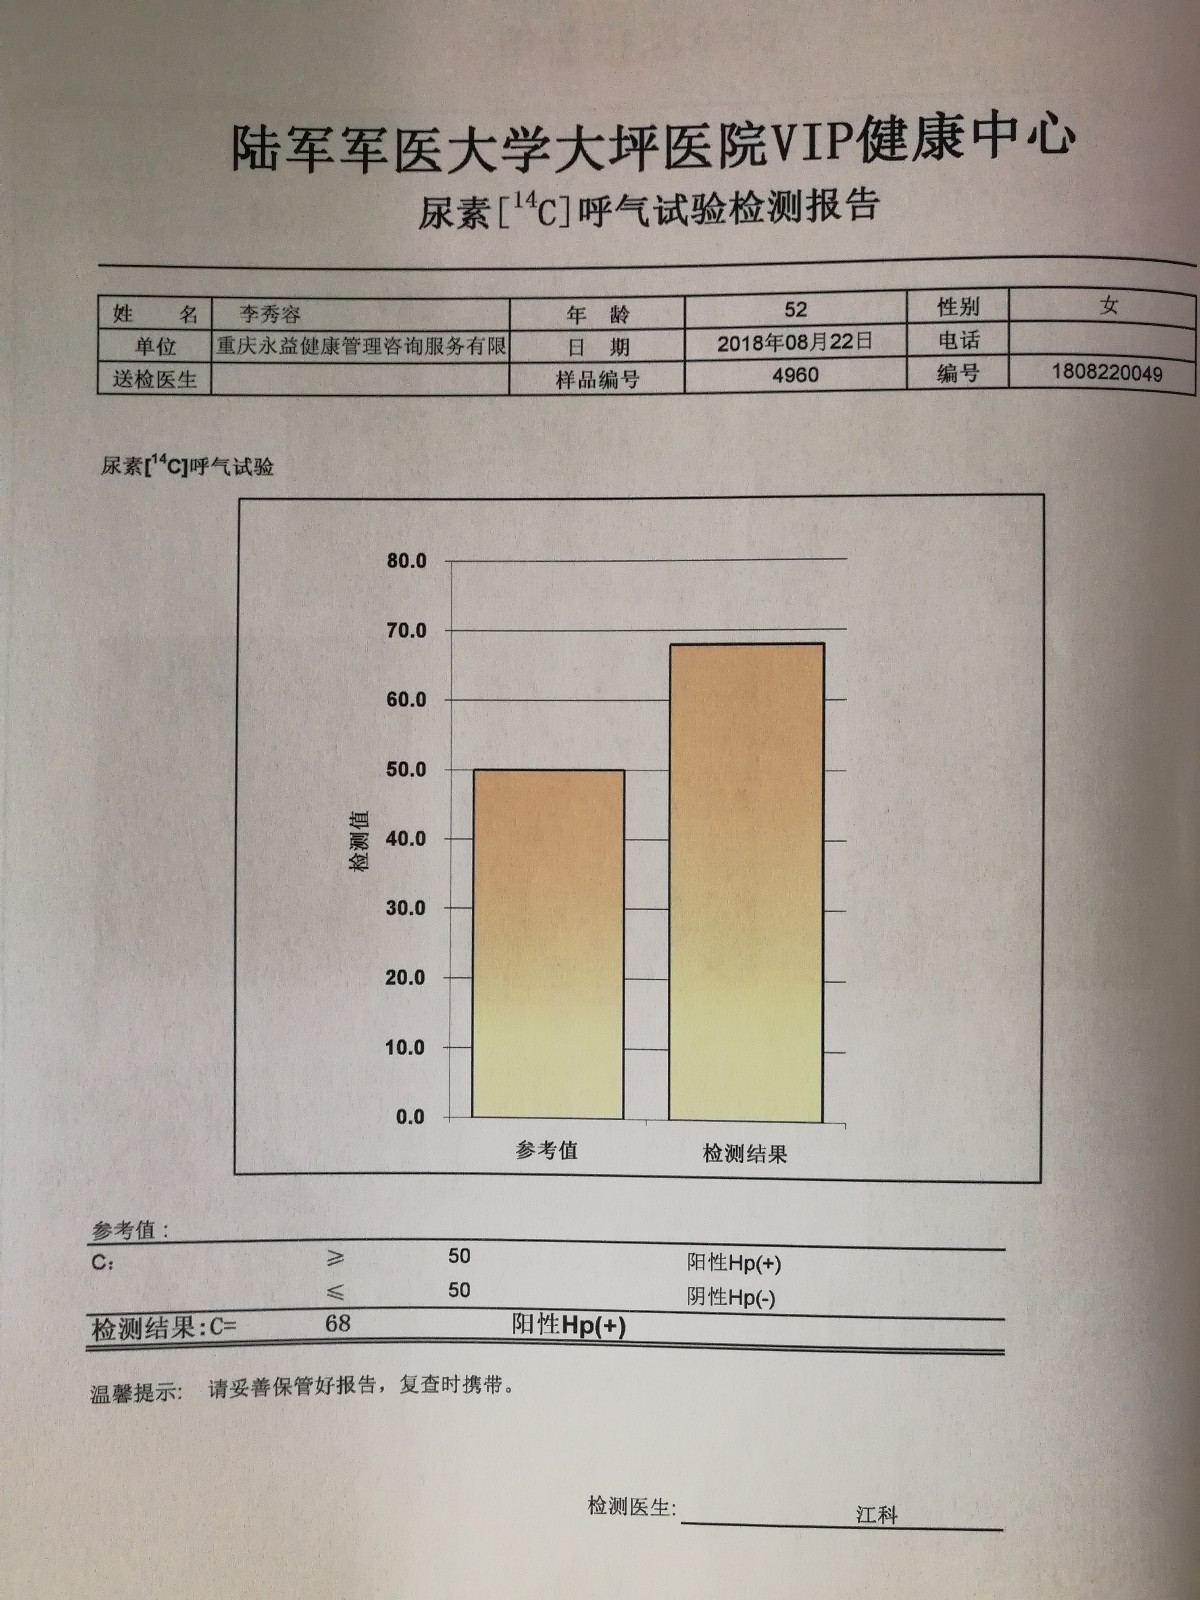 陆军军医大学大坪医院VIP健康中心
尿素[¹⁴C]呼气试验检测报告
姓 名 李秀容 年 龄 52 性别 女
单位 重庆永益健康管理咨询服务有限 日 期 2018年08月22日 电话
送检医生 样品编号 4960 编号 1808220049
尿素[¹⁴C]呼气试验
80.0
70.0
60.0
50.0
40.0
30.0
20.0
10.0
0.0
检测值
参考值 检测结果
参考值:
C: ≥ 50 阳性Hp(+)
≤ 50 阴性Hp(-)
检测结果:C= 68 阳性Hp(+)
温馨提示: 请妥善保管好报告，复查时携带。
检测医生: 江科